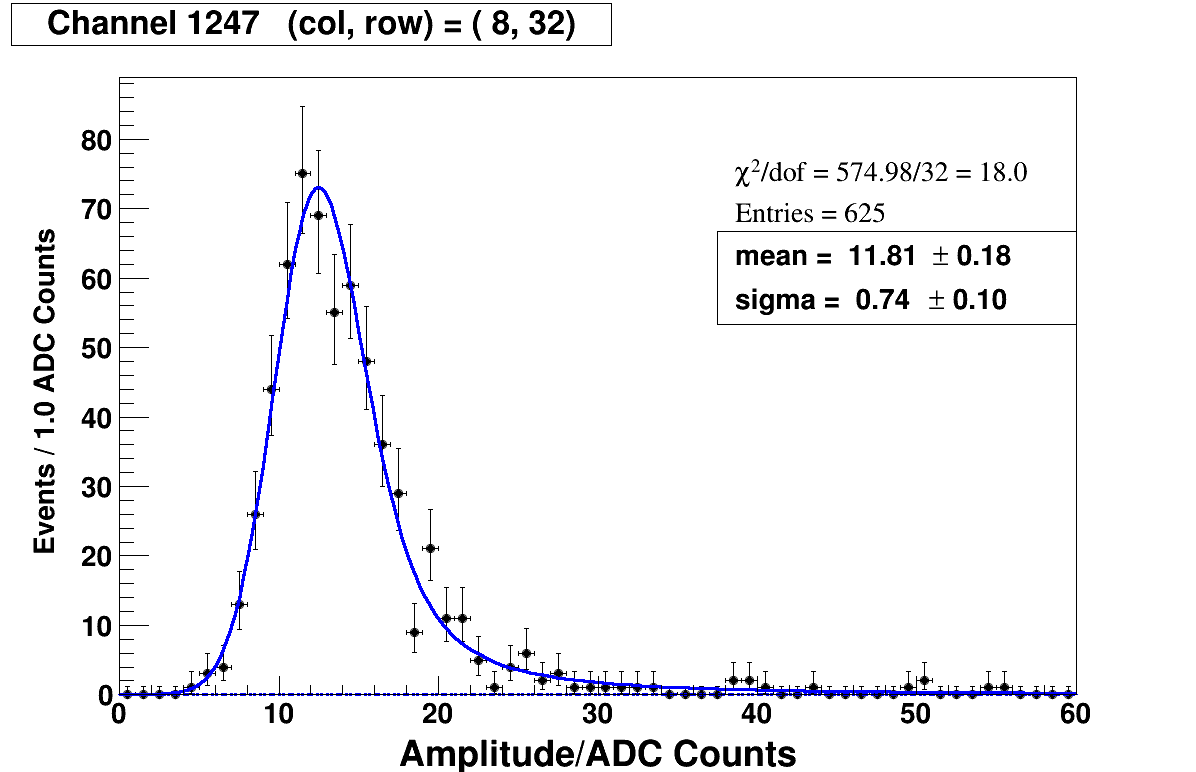 Channel 1247 (col, row) = ( 8, 32)
χ²/dof = 574.98/32 = 18.0
Entries = 625
mean = 11.81 ± 0.18
sigma = 0.74 ± 0.10
Events / 1.0 ADC Counts
80
70
60
50
40
30
20
10
0
0 10 20 30 40 50 60
Amplitude/ADC Counts